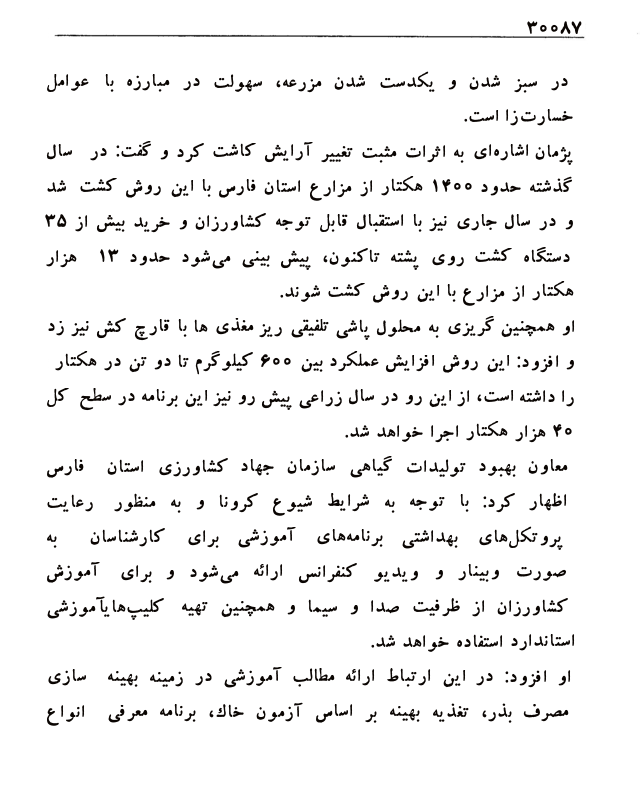 ۳۰۰۸۷
در سبز شدن و یکدست شدن مزرعه، سهولت در مبارزه با عوامل
خسارت‌زا است.
پژمان اشاره‌ای به اثرات مثبت تغییر آرایش کاشت کرد و گفت: در سال
گذشته حدود ۱۴۰۰ هکتار از مزارع استان فارس با این روش کشت شد
و در سال جاری نیز با استقبال قابل توجه کشاورزان و خرید بیش از ۳۵
دستگاه کشت روی پشته تاکنون، پیش بینی می‌شود حدود ۱۳ هزار
هکتار از مزارع با این روش کشت شوند.
او همچنین گریزی به محلول پاشی تلفیقی ریز مغذی ها با قارچ کش نیز زد
و افزود: این روش افزایش عملکرد بین ۶۰۰ کیلوگرم تا دو تن در هکتار
را داشته است، از این رو در سال زراعی پیش رو نیز این برنامه در سطح کل
۴۰ هزار هکتار اجرا خواهد شد.
معاون بهبود تولیدات گیاهی سازمان جهاد کشاورزی استان فارس
اظهار کرد: با توجه به شرایط شیوع کرونا و به منظور رعایت
پروتکل‌های بهداشتی برنامه‌های آموزشی برای کارشناسان به
صورت وبینار و ویدیو کنفرانس ارائه می‌شود و برای آموزش
کشاورزان از ظرفیت صدا و سیما و همچنین تهیه کلیپ‌هایآموزشی
استاندارد استفاده خواهد شد.
او افزود: در این ارتباط ارائه مطالب آموزشی در زمینه بهینه سازی
مصرف بذر، تغذیه بهینه بر اساس آزمون خاك، برنامه معرفی انواع